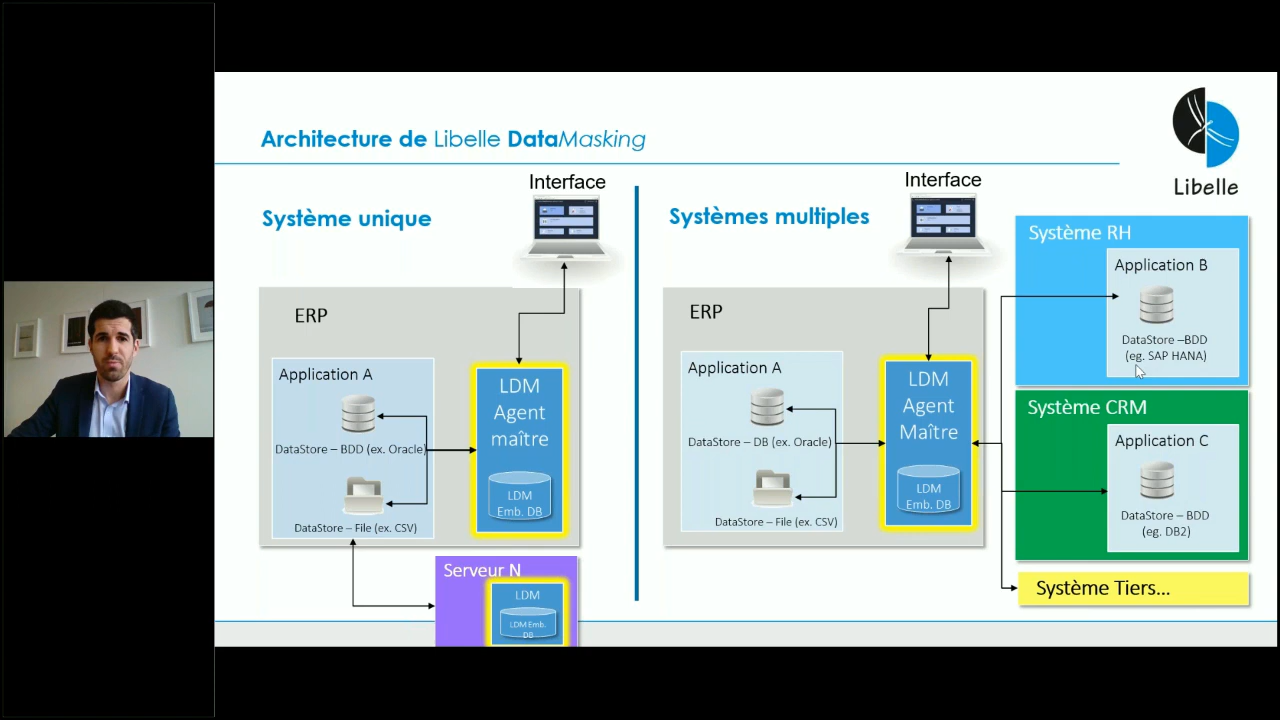 Architecture de Libelle DataMasking
Libelle
Système unique
Interface
ERP
Application A
DataStore – BDD (ex. Oracle)
DataStore – File (ex. CSV)
LDM
Agent
maître
LDM
Emb. DB
Serveur N
LDM
LDM Emb.
DB
Systèmes multiples
Interface
ERP
Application A
DataStore – DB (ex. Oracle)
DataStore – File (ex. CSV)
LDM
Agent
Maître
LDM
Emb. DB
Système RH
Application B
DataStore –BDD
(eg. SAP HANA)
Système CRM
Application C
DataStore – BDD
(eg. DB2)
Système Tiers...